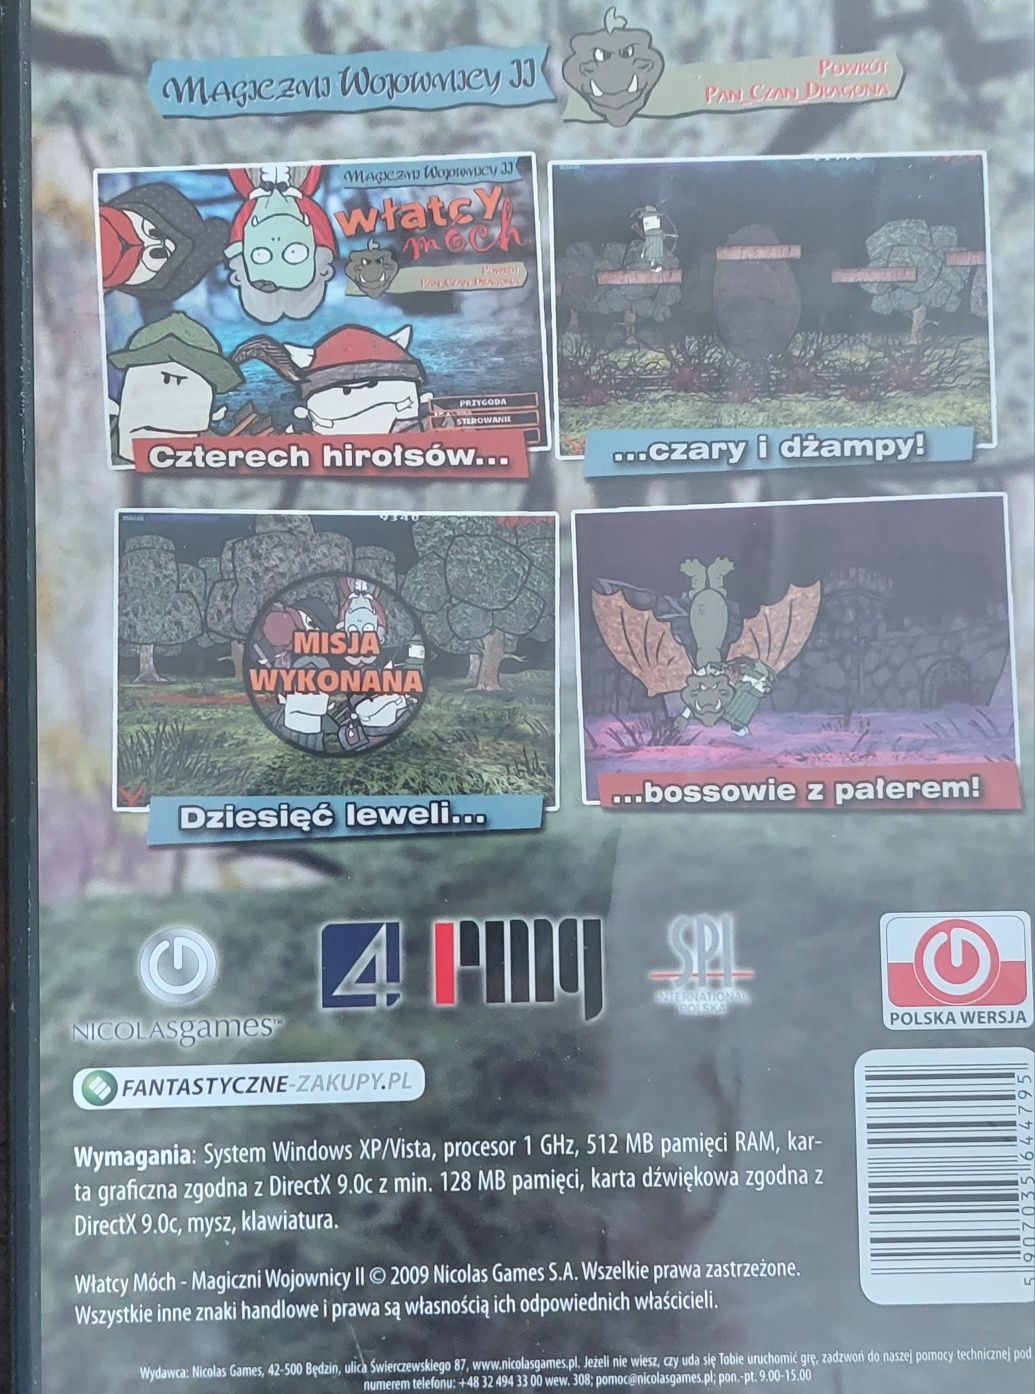 Magiczni Wojownicy II
Powrót
Pan_Czan_Dragona
Magiczni Wojownicy II
włatcy
móch
Powrót
Pan_Czan_Dragona
PRZYGODA
STEROWANIE
Czterech hirołsów...
...czary i dżampy!
MISJA
WYKONANA
Dziesięć leweli...
...bossowie z pałerem!
NICOLASgames™
4!
rmg
SPI
INTERNATIONAL
POLSKA
POLSKA WERSJA
FANTASTYCZNE-ZAKUPY.PL
Wymagania: System Windows XP/Vista, procesor 1 GHz, 512 MB pamięci RAM, kar-
ta graficzna zgodna z DirectX 9.0c z min. 128 MB pamięci, karta dźwiękowa zgodna z
DirectX 9.0c, mysz, klawiatura.
Włatcy Móch - Magiczni Wojownicy II © 2009 Nicolas Games S.A. Wszelkie prawa zastrzeżone.
Wszystkie inne znaki handlowe i prawa są własnością ich odpowiednich właścicieli.
5 907035 644795
Wydawca: Nicolas Games, 42-500 Będzin, ulica Świerczewskiego 87, www.nicolasgames.pl. Jeżeli nie wiesz, czy uda się Tobie uruchomić grę, zadzwoń do naszej pomocy technicznej pod
numerem telefonu: +48 32 494 33 00 wew. 308; pomoc@nicolasgames.pl; pon.-pt. 9.00-15.00